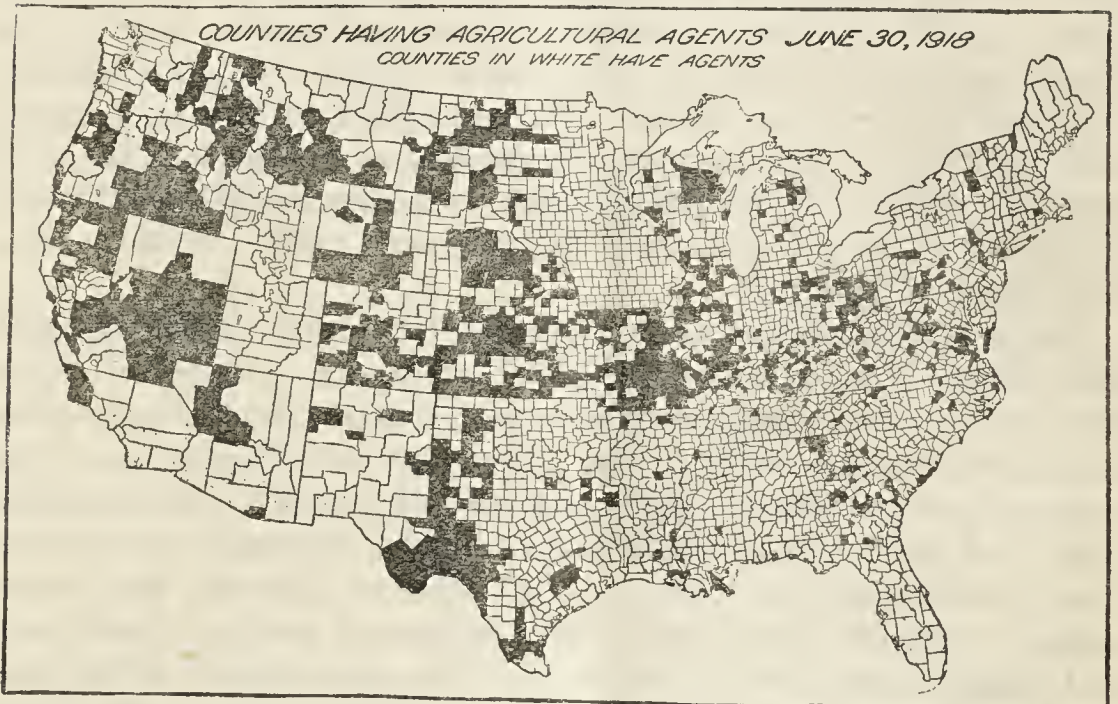 COUNTIES HAVING AGRICULTURAL AGENTS JUNE 30, 1918
COUNTIES IN WHITE HAVE AGENTS